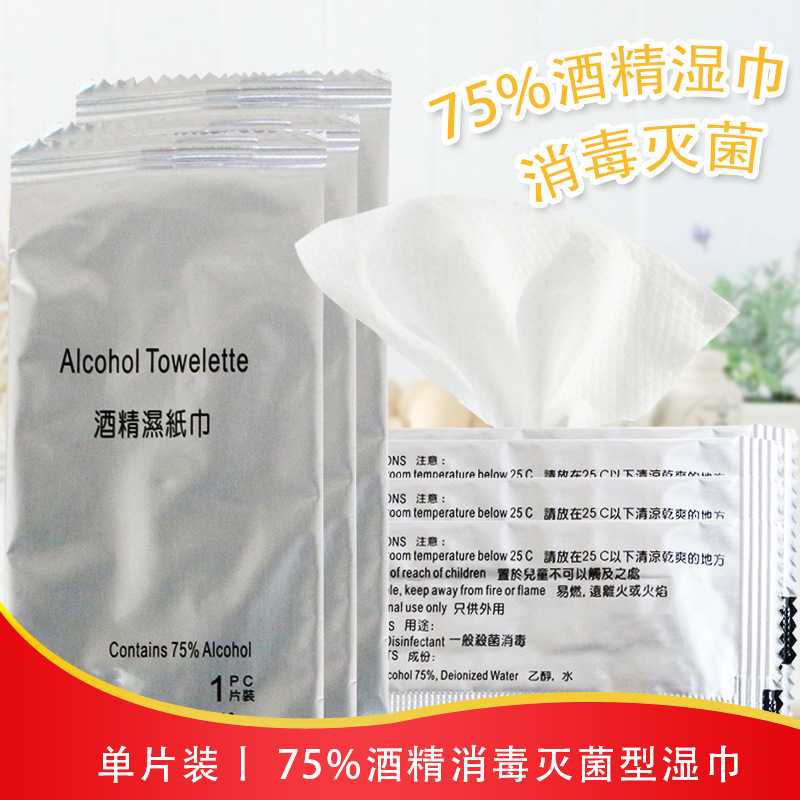 75%酒精湿巾
消毒灭菌
Alcohol Towelette
酒精濕紙巾
Contains 75% Alcohol
1 PC
片裝
ONS 注意：
room temperature below 25 C 請放在25 C以下清涼乾爽的地方
ONS 注意：
room temperature below 25 C 請放在25 C以下清涼乾爽的地方
ONS 注意：
room temperature below 25 C 請放在25 C以下清涼乾爽的地方
of reach of children 置於兒童不可以觸及之處
le, keep away from fire or flame 易燃, 遠離火或火焰
nal use only 只供外用
S 用途:
Disinfectant 一般殺菌消毒
TS 成份:
cohol 75%, Deionized Water 乙醇, 水
单片装丨 75%酒精消毒灭菌型湿巾